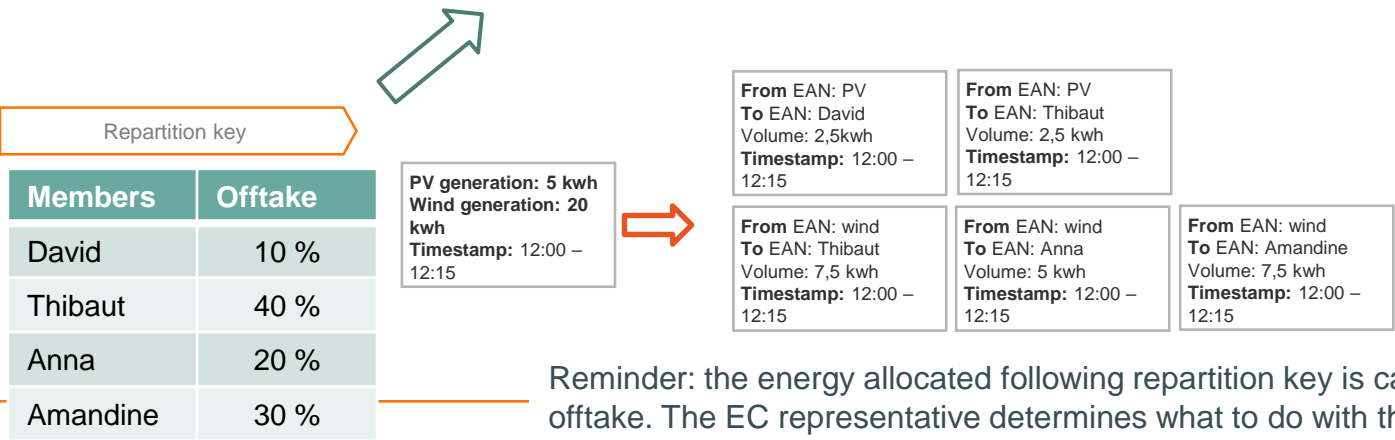 Repartition key
Members Offtake
David 10 %
Thibaut 40 %
Anna 20 %
Amandine 30 %
PV generation: 5 kwh
Wind generation: 20
kwh
Timestamp: 12:00 –
12:15
From EAN: PV
To EAN: David
Volume: 2,5kwh
Timestamp: 12:00 –
12:15
From EAN: PV
To EAN: Thibaut
Volume: 2,5 kwh
Timestamp: 12:00 –
12:15
From EAN: wind
To EAN: Thibaut
Volume: 7,5 kwh
Timestamp: 12:00 –
12:15
From EAN: wind
To EAN: Anna
Volume: 5 kwh
Timestamp: 12:00 –
12:15
From EAN: wind
To EAN: Amandine
Volume: 7,5 kwh
Timestamp: 12:00 –
12:15
Reminder: the energy allocated following repartition key is
offtake. The EC representative determines what to do with